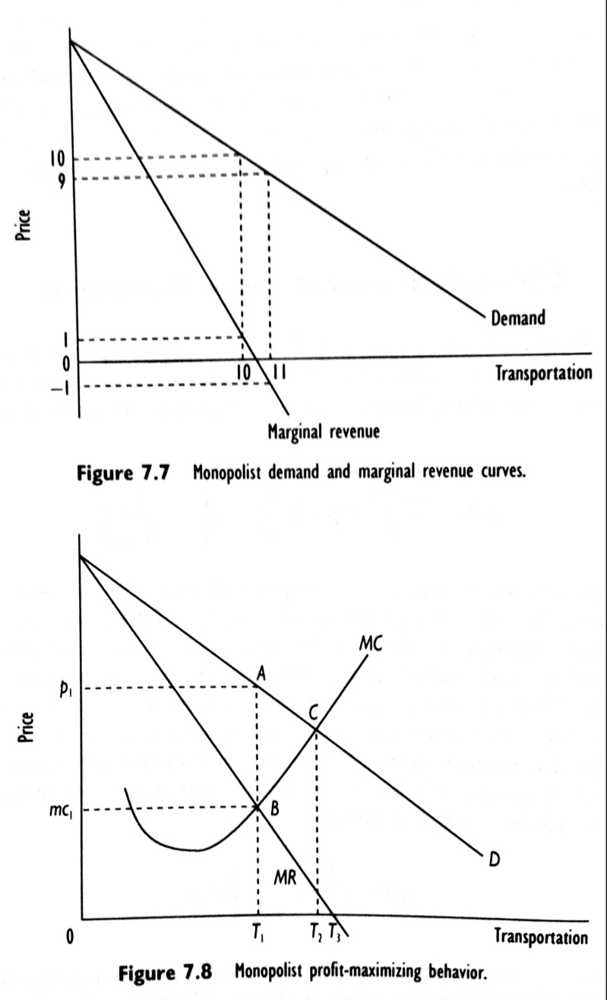 10
9
Price
Demand
1
0
10
11
Transportation
−1
Marginal revenue
Figure 7.7 Monopolist demand and marginal revenue curves.
MC
A
p₁
C
Price
mc₁
B
D
MR
0
T₁
T₂
T₃
Transportation
Figure 7.8 Monopolist profit-maximizing behavior.